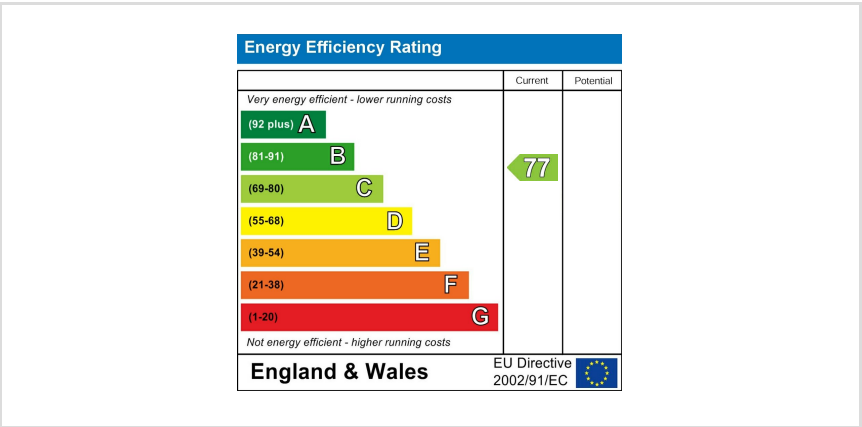 Energy Efficiency Rating
Current Potential
Very energy efficient - lower running costs
(92 plus) A
(81-91) B
77
(69-80) C
(55-68) D
(39-54) E
(21-38) F
(1-20) G
Not energy efficient - higher running costs
England & Wales
EU Directive
2002/91/EC